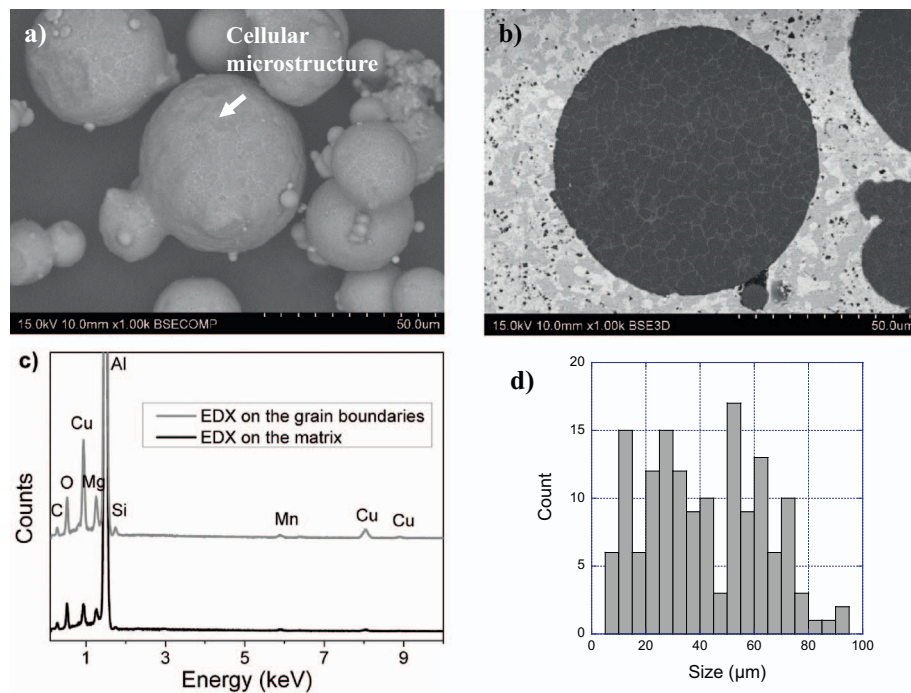 a)
Cellular
microstructure
15.0kV 10.0mm x1.00k BSECOMP 50.0um
b)
15.0kV 10.0mm x1.00k BSE3D 50.0um
c)
Al
EDX on the grain boundaries
EDX on the matrix
Cu
O
Mg
C
Si
Mn
Cu
Cu
Counts
1 3 5 7 9
Energy (keV)
d)
20
15
10
5
0
Count
0 20 40 60 80 100
Size (µm)